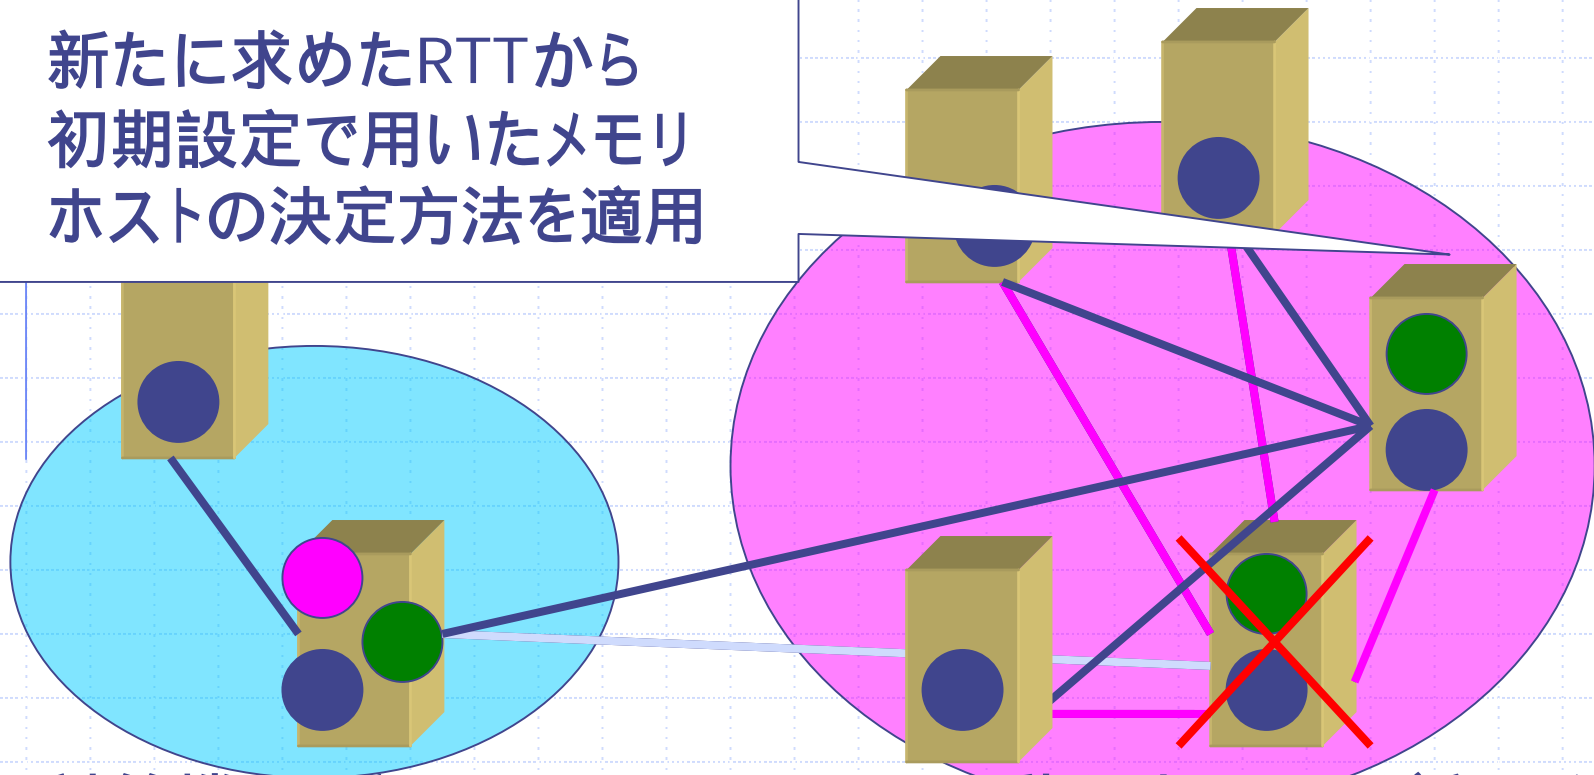 新たに求めたRTTから
初期設定で用いたメモリ
ホストの決定方法を適用